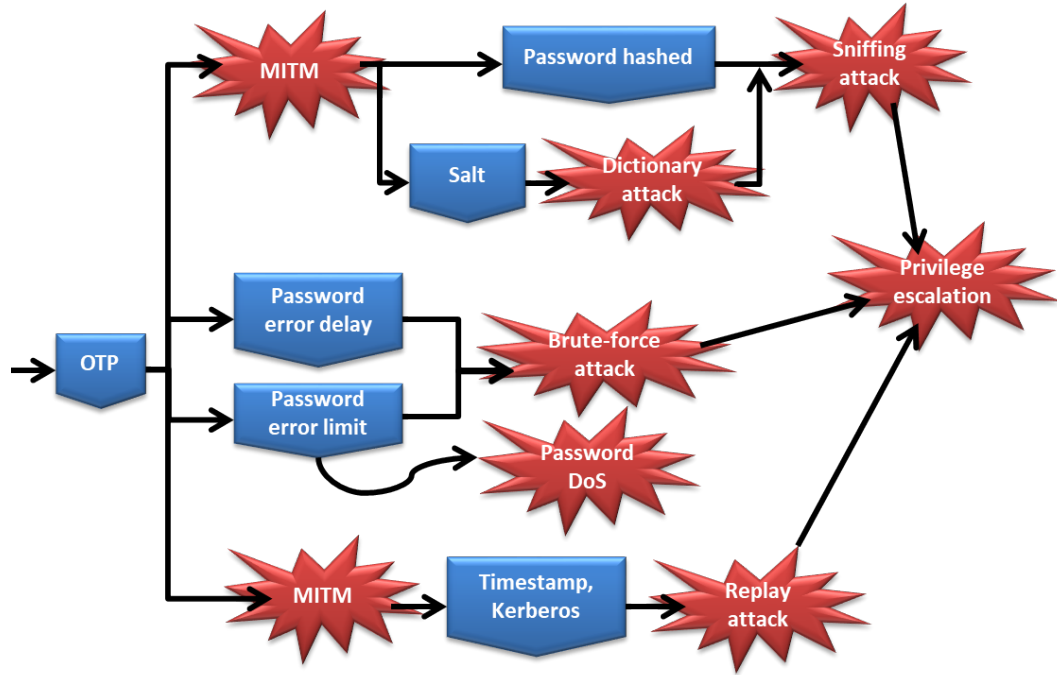 MITM
Password hashed
Sniffing
attack
Salt
Dictionary
attack
Privilege
escalation
Password
error delay
OTP
Brute-force
attack
Password
error limit
Password
DoS
MITM
Timestamp,
Kerberos
Replay
attack